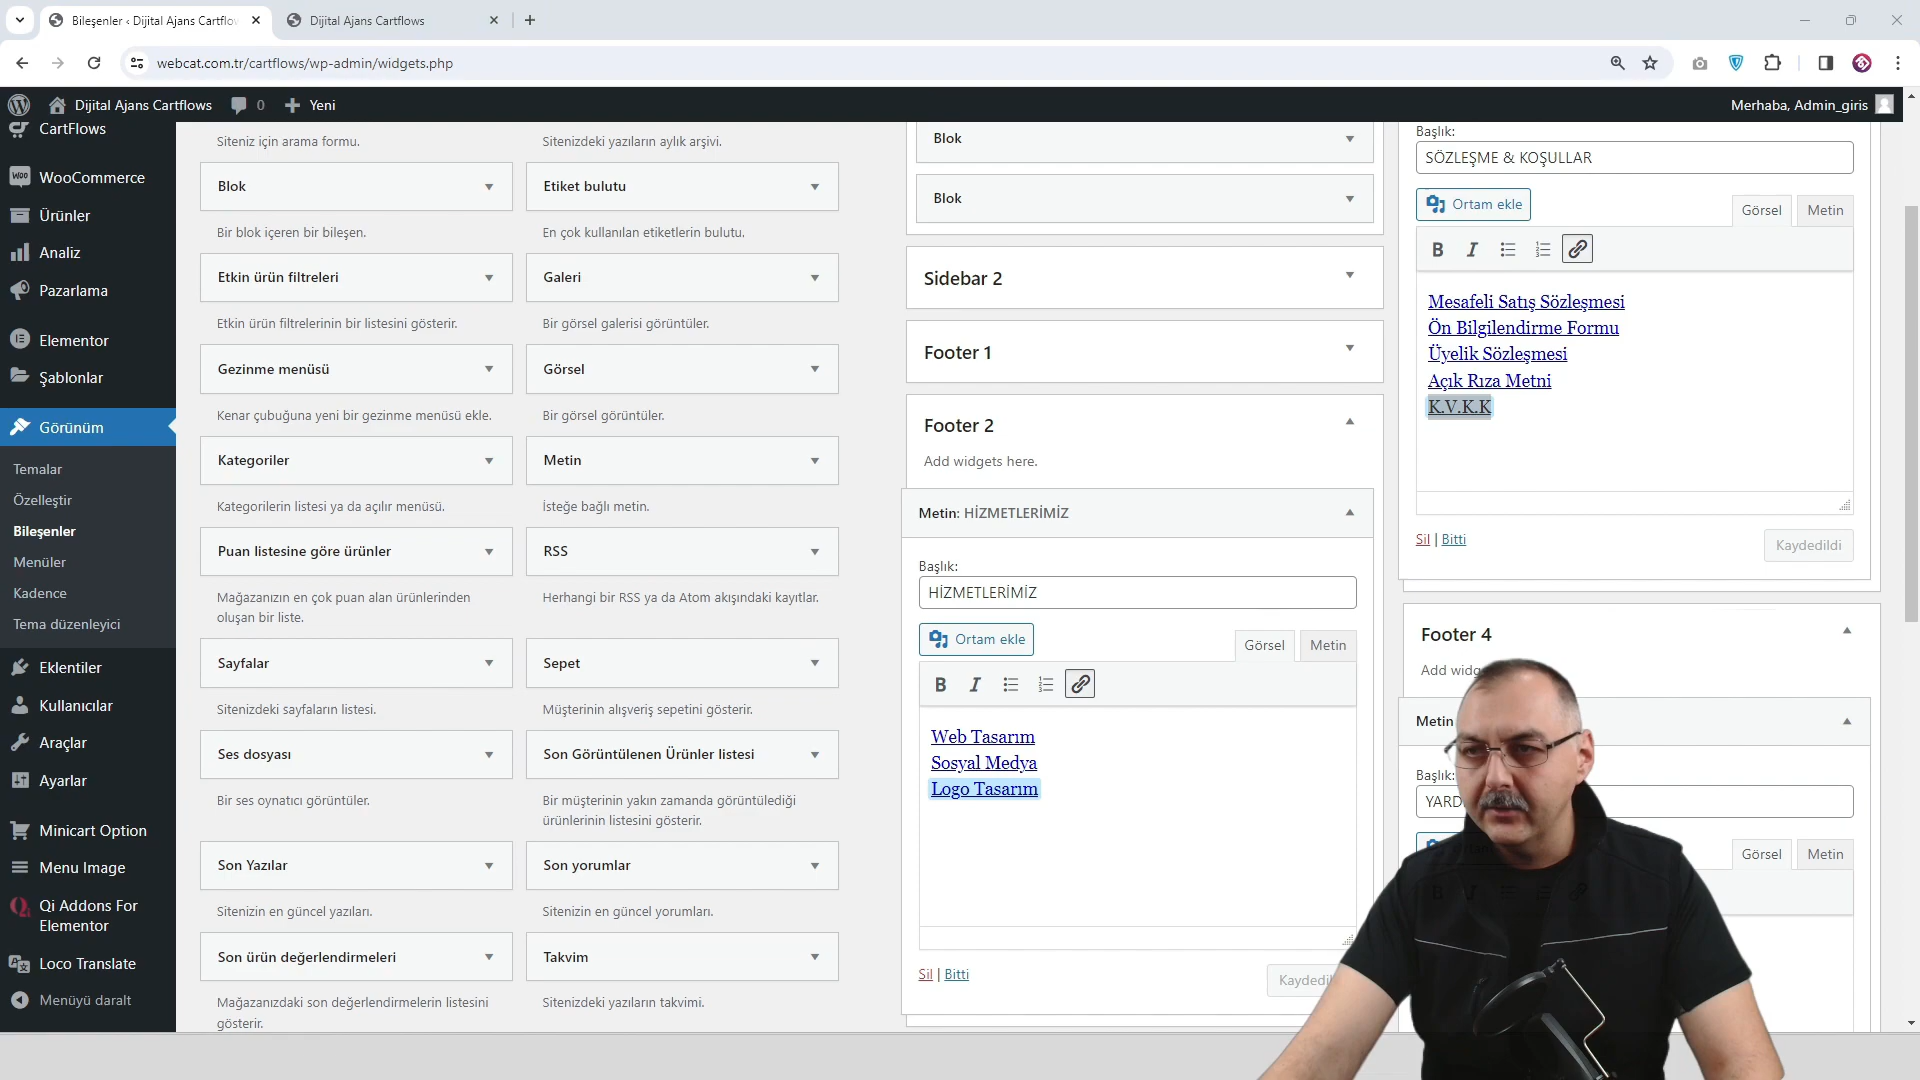 Bileşenler ‹ Dijital Ajans Cartflo
Dijital Ajans Cartflows
webcat.com.tr/cartflows/wp-admin/widgets.php
Dijital Ajans Cartflows
0
Yeni
Merhaba, Admin_giris
CartFlows
WooCommerce
Ürünler
Analiz
Pazarlama
Elementor
Şablonlar
Görünüm
Temalar
Özelleştir
Bileşenler
Menüler
Kadence
Tema düzenleyici
Eklentiler
Kullanıcılar
Araçlar
Ayarlar
Minicart Option
Menu Image
Qi Addons For
Elementor
Loco Translate
Menüyü daralt
Siteniz için arama formu.
Sitenizdeki yazıların aylık arşivi.
Blok
Etiket bulutu
Bir blok içeren bir bileşen.
En çok kullanılan etiketlerin bulutu.
Etkin ürün filtreleri
Galeri
Etkin ürün filtrelerinin bir listesini gösterir.
Bir görsel galerisi görüntüler.
Gezinme menüsü
Görsel
Kenar çubuğuna yeni bir gezinme menüsü ekle.
Bir görsel görüntüler.
Kategoriler
Metin
Kategorilerin listesi ya da açılır menüsü.
İsteğe bağlı metin.
Puan listesine göre ürünler
RSS
Mağazanızın en çok puan alan ürünlerinden
oluşan bir liste.
Herhangi bir RSS ya da Atom akışındaki kayıtlar.
Sayfalar
Sepet
Sitenizdeki sayfaların listesi.
Müşterinin alışveriş sepetini gösterir.
Ses dosyası
Son Görüntülenen Ürünler listesi
Bir ses oynatıcı görüntüler.
Bir müşterinin yakın zamanda görüntülediği
ürünlerinin listesini gösterir.
Son Yazılar
Son yorumlar
Sitenizin en güncel yazıları.
Sitenizin en güncel yorumları.
Son ürün değerlendirmeleri
Takvim
Mağazanızdaki son değerlendirmelerin listesini
gösterir.
Sitenizdeki yazıların takvimi.
Blok
Blok
Sidebar 2
Footer 1
Footer 2
Add widgets here.
Metin: HİZMETLERİMİZ
Başlık:
HİZMETLERİMİZ
Ortam ekle
Görsel
Metin
B I
Web Tasarım
Sosyal Medya
Logo Tasarım
Sil | Bitti
Kaydedil
Başlık:
SÖZLEŞME & KOŞULLAR
Ortam ekle
Görsel
Metin
B I
Mesafeli Satış Sözleşmesi
Ön Bilgilendirme Formu
Üyelik Sözleşmesi
Açık Rıza Metni
K.V.K.K
Sil | Bitti
Kaydedildi
Footer 4
Add widg
Metin
Başlık:
YARD
Görsel
Metin